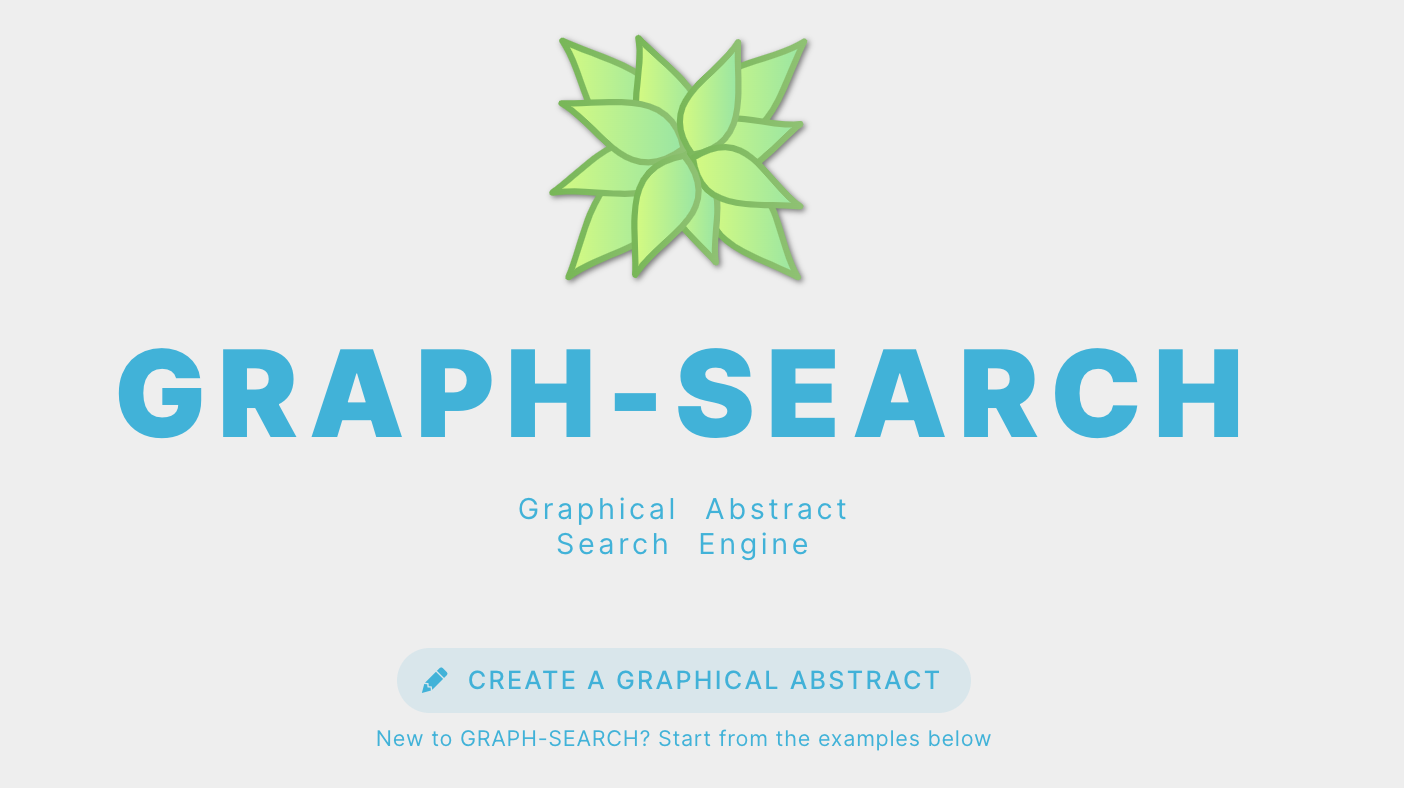 GRAPH-SEARCH
Graphical Abstract
Search Engine
CREATE A GRAPHICAL ABSTRACT
New to GRAPH-SEARCH? Start from the examples below